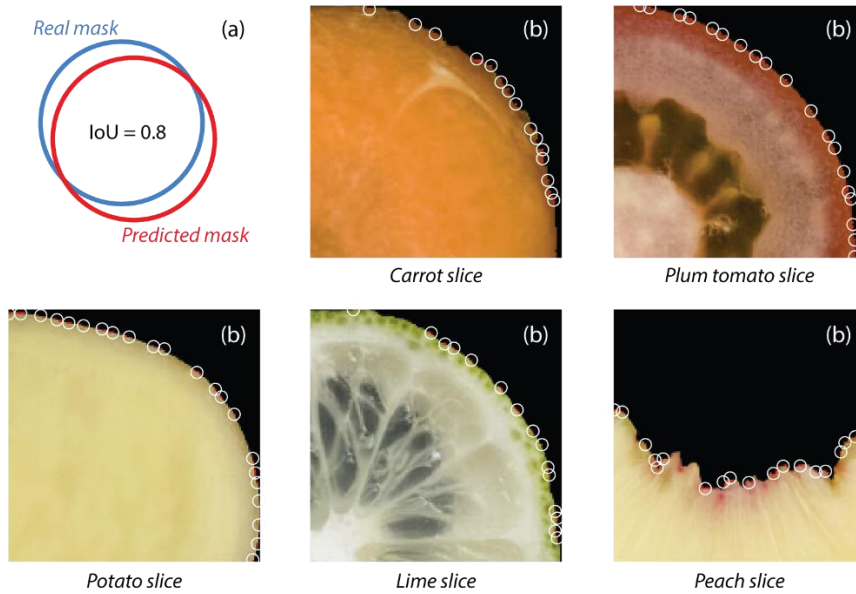 Real mask
(a)
IoU = 0.8
Predicted mask
(b)
Carrot slice
(b)
Plum tomato slice
(b)
Potato slice
(b)
Lime slice
(b)
Peach slice